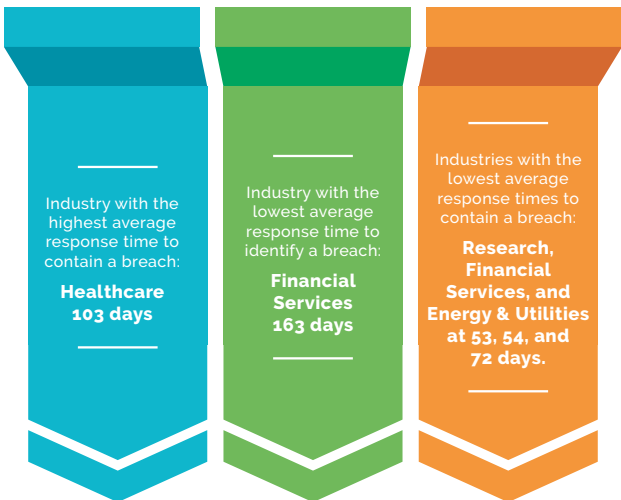 Industry with the
highest average
response time to
contain a breach:
Healthcare
103 days
Industry with the
lowest average
response time to
identify a breach:
Financial
Services
163 days
Industries with the
lowest average
response times to
contain a breach:
Research,
Financial
Services, and
Energy & Utilities
at 53, 54, and
72 days.